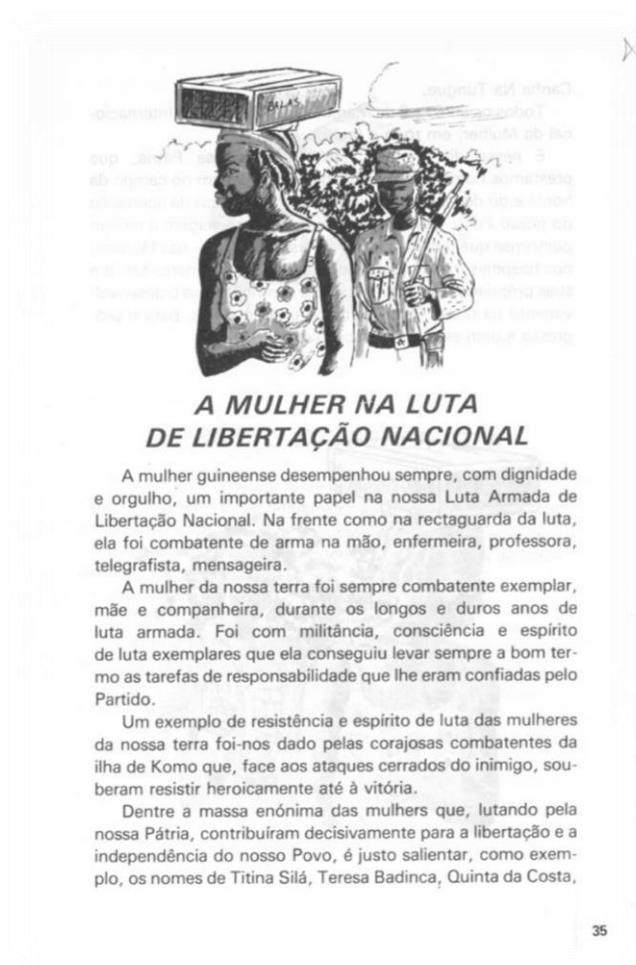 BALAS
A MULHER NA LUTA
DE LIBERTAÇÃO NACIONAL
A mulher guineense desempenhou sempre, com dignidade
e orgulho, um importante papel na nossa Luta Armada de
Libertação Nacional. Na frente como na rectaguarda da luta,
ela foi combatente de arma na mão, enfermeira, professora,
telegrafista, mensageira.
A mulher da nossa terra foi sempre combatente exemplar,
mãe e companheira, durante os longos e duros anos de
luta armada. Foi com militância, consciência e espírito
de luta exemplares que ela conseguiu levar sempre a bom ter-
mo as tarefas de responsabilidade que lhe eram confiadas pelo
Partido.
Um exemplo de resistência e espírito de luta das mulheres
da nossa terra foi-nos dado pelas corajosas combatentes da
ilha de Komo que, face aos ataques cerrados do inimigo, sou-
beram resistir heroicamente até à vitória.
Dentre a massa enónima das mulhers que, lutando pela
nossa Pátria, contribuíram decisivamente para a libertação e a
independência do nosso Povo, é justo salientar, como exem-
plo, os nomes de Titina Silá, Teresa Badinca, Quinta da Costa,
35